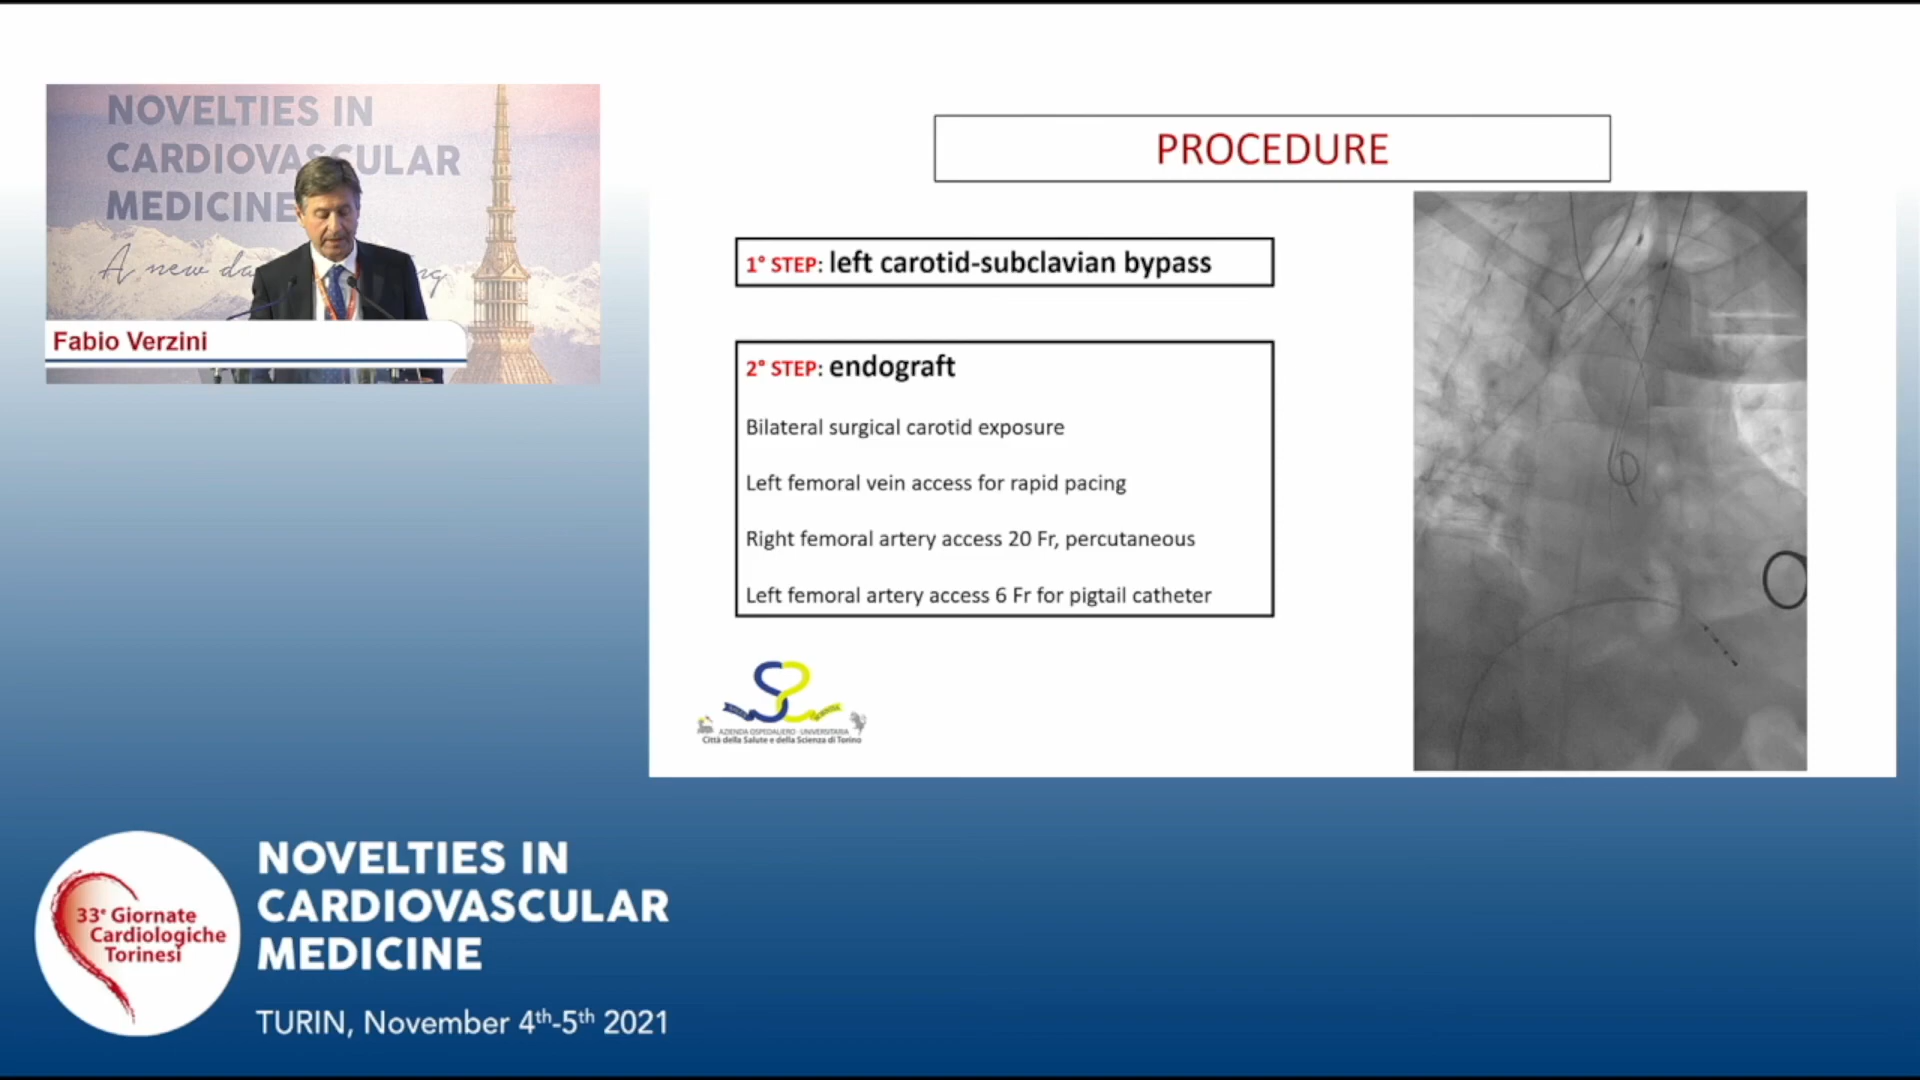 NOVELTIES IN
CARDIOVASCULAR
MEDICINE
A new da
ng
Fabio Verzini
PROCEDURE
1° STEP: left carotid-subclavian bypass
2° STEP: endograft
Bilateral surgical carotid exposure
Left femoral vein access for rapid pacing
Right femoral artery access 20 Fr, percutaneous
Left femoral artery access 6 Fr for pigtail catheter
AZIENDA OSPEDALIERO - UNIVERSITARIA
Città della Salute e della Scienza di Torino
33° Giornate
Cardiologiche
Torinesi
NOVELTIES IN
CARDIOVASCULAR
MEDICINE
TURIN, November 4th-5th 2021